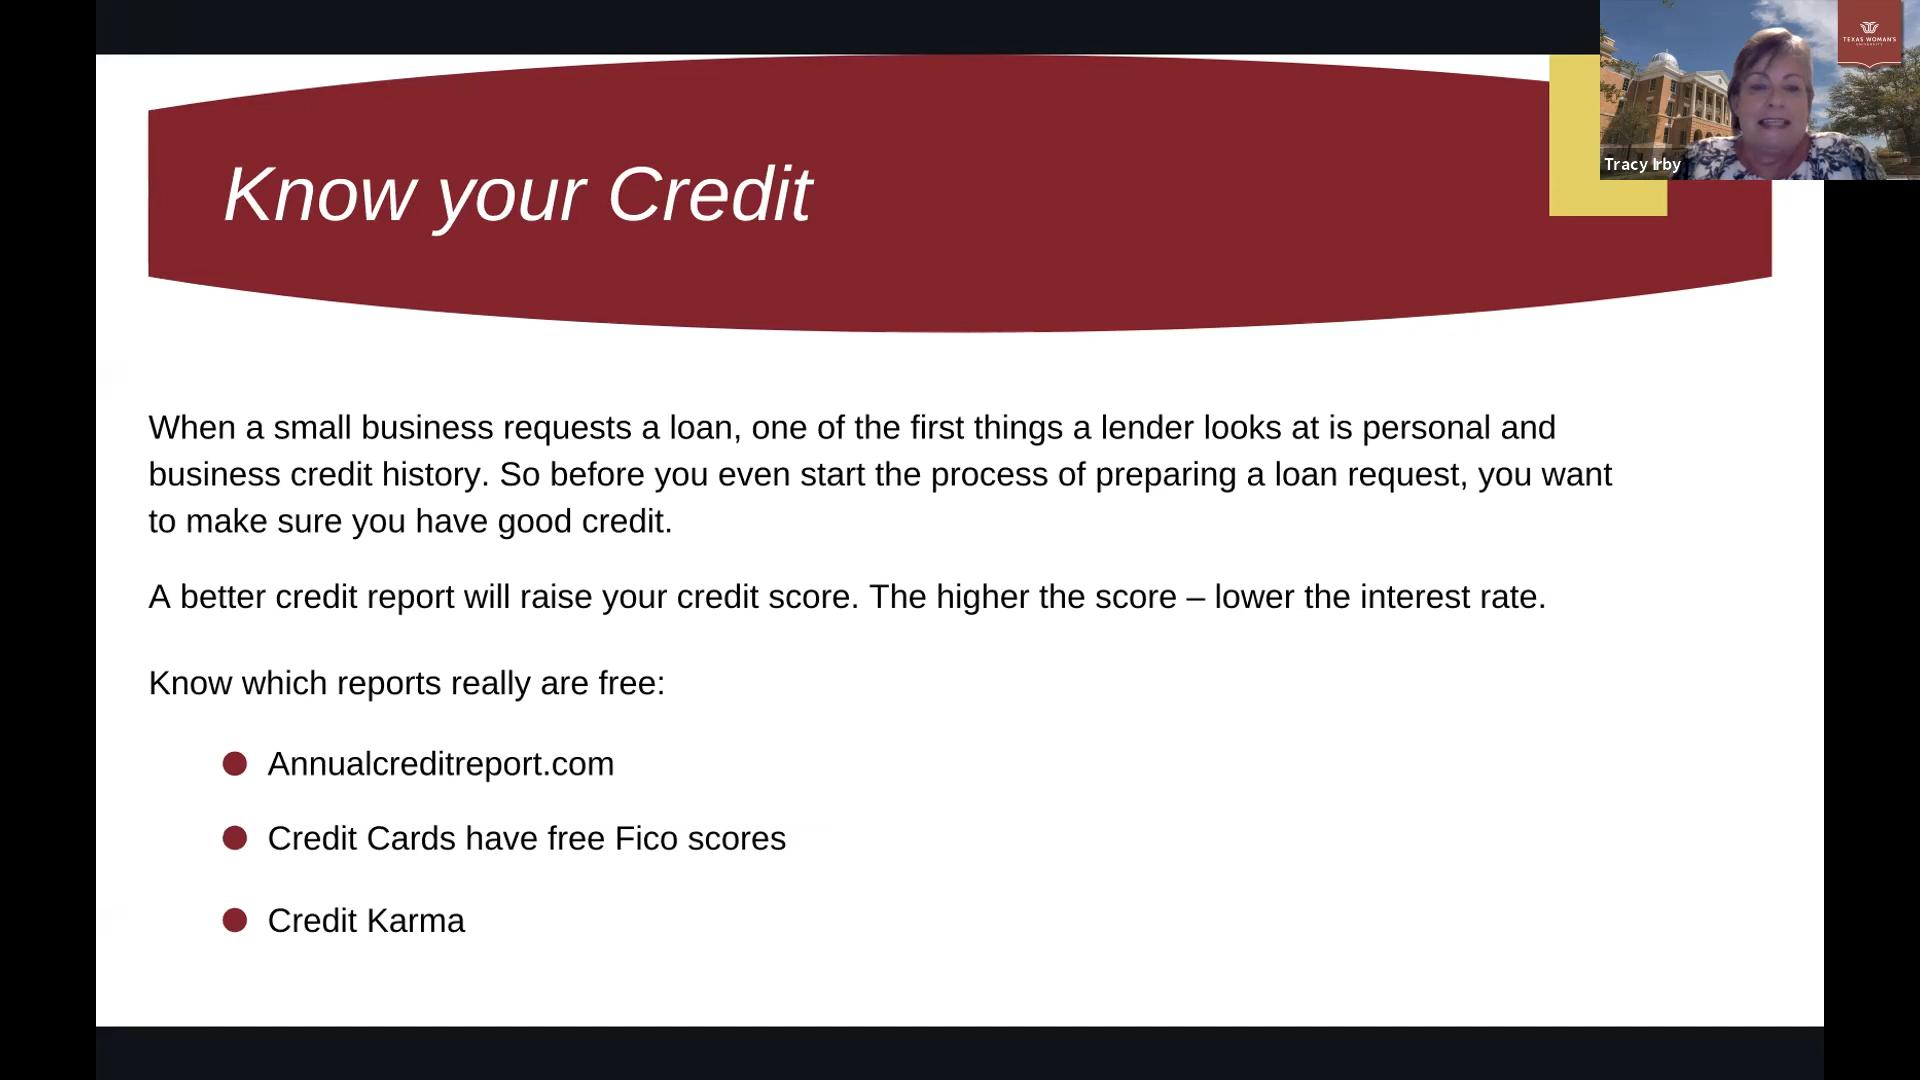 TEXAS WOMAN'S
UNIVERSITY
Tracy Irby
Know your Credit
When a small business requests a loan, one of the first things a lender looks at is personal and
business credit history. So before you even start the process of preparing a loan request, you want
to make sure you have good credit.
A better credit report will raise your credit score. The higher the score – lower the interest rate.
Know which reports really are free:
Annualcreditreport.com
Credit Cards have free Fico scores
Credit Karma